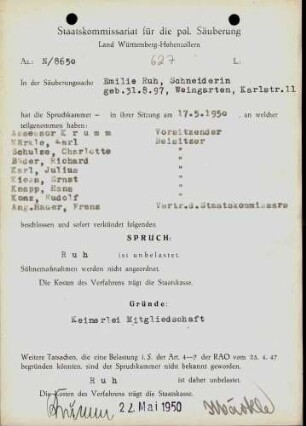 Staatskommissariat für die pol. Säuberung
Land Württemberg-Hohenzollern
Az.: N/8650
627
L.
In der Säuberungssache Emilie Ruh, Schneiderin
geb.31.8.97, Weingarten, Karlstr.11
hat die Spruchkammer – in ihrer Sitzung am 17.5.1950, an welcher
teilgenommen haben:
Assessor Krumm Vorsitzender
Märkle, Karl Beisitzer
Schulze, Charlotte "
Bäder, Richard "
Karl, Julius "
Kiean, Ernst "
Knapp, Hans "
Konz, Rudolf "
Ang.Hauer, Franz Vertr.d.Staatskommissars
beschlossen und sofort verkündet folgenden
SPRUCH:
Ruh ist unbelastet
Sühnemaßnahmen werden nicht angeordnet.
Die Kosten des Verfahrens trägt die Staatskasse.
Gründe:
Keinerlei Mitgliedschaft
Weitere Tatsachen, die eine Belastung i.S. der Art. 4–7 der RAO vom 25. 4. 47
begründen könnten, sind der Spruchkammer nicht bekannt geworden.
Ruh ist daher unbelastet.
Die Kosten des Verfahrens trägt die Staatskasse.
Krumm 22. Mai 1950 Märkle